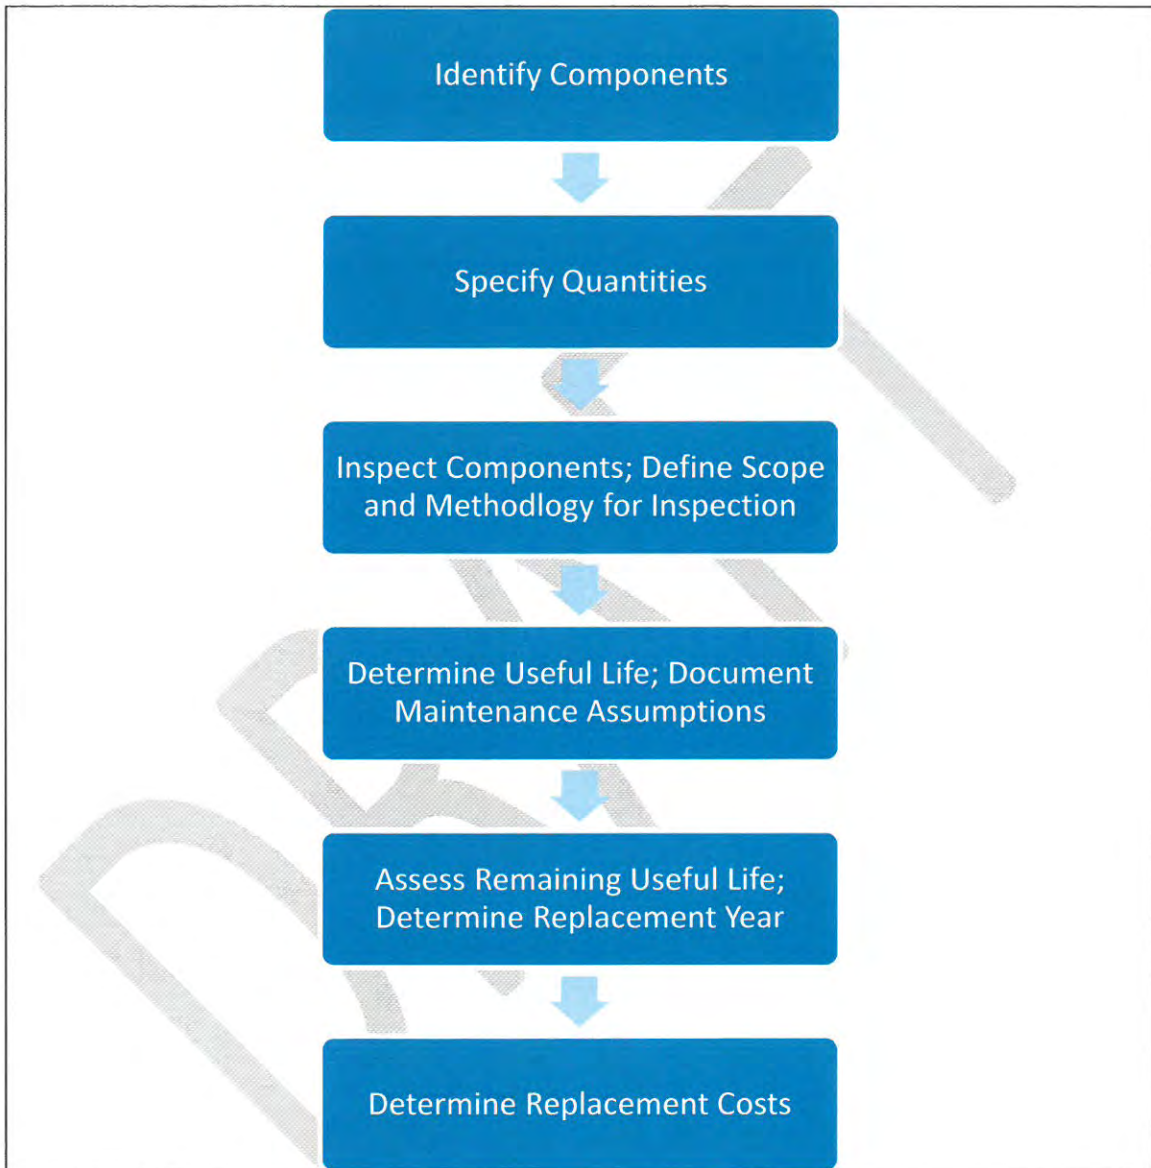 Identify Components
Specify Quantities
Inspect Components; Define Scope
and Methodlogy for Inspection
Determine Useful Life; Document
Maintenance Assumptions
Assess Remaining Useful Life;
Determine Replacement Year
Determine Replacement Costs
DRAFT